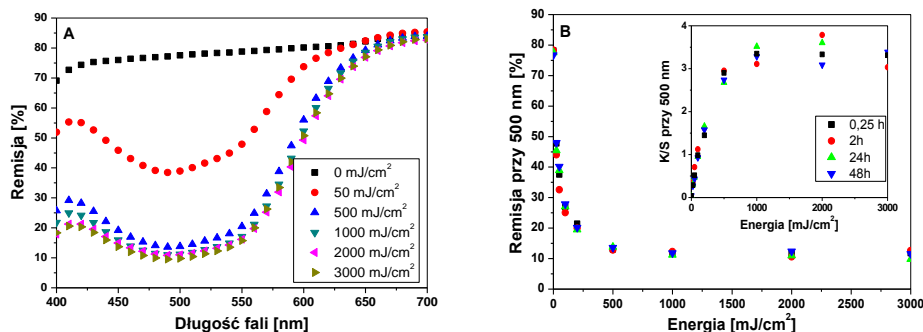 A
Remisja [%]
90
80
70
60
50
40
30
20
10
0
400 450 500 550 600 650 700
Długość fali [nm]
0 mJ/cm²
50 mJ/cm²
500 mJ/cm²
1000 mJ/cm²
2000 mJ/cm²
3000 mJ/cm²
B
Remisja przy 500 nm [%]
90
80
70
60
50
40
30
20
10
0
0 500 1000 1500 2000 2500 3000
Energia [mJ/cm²]
K/S przy 500 nm
4
3
2
1
0
0 1000 2000 3000
Energia [mJ/cm²]
0,25 h
2h
24h
48h